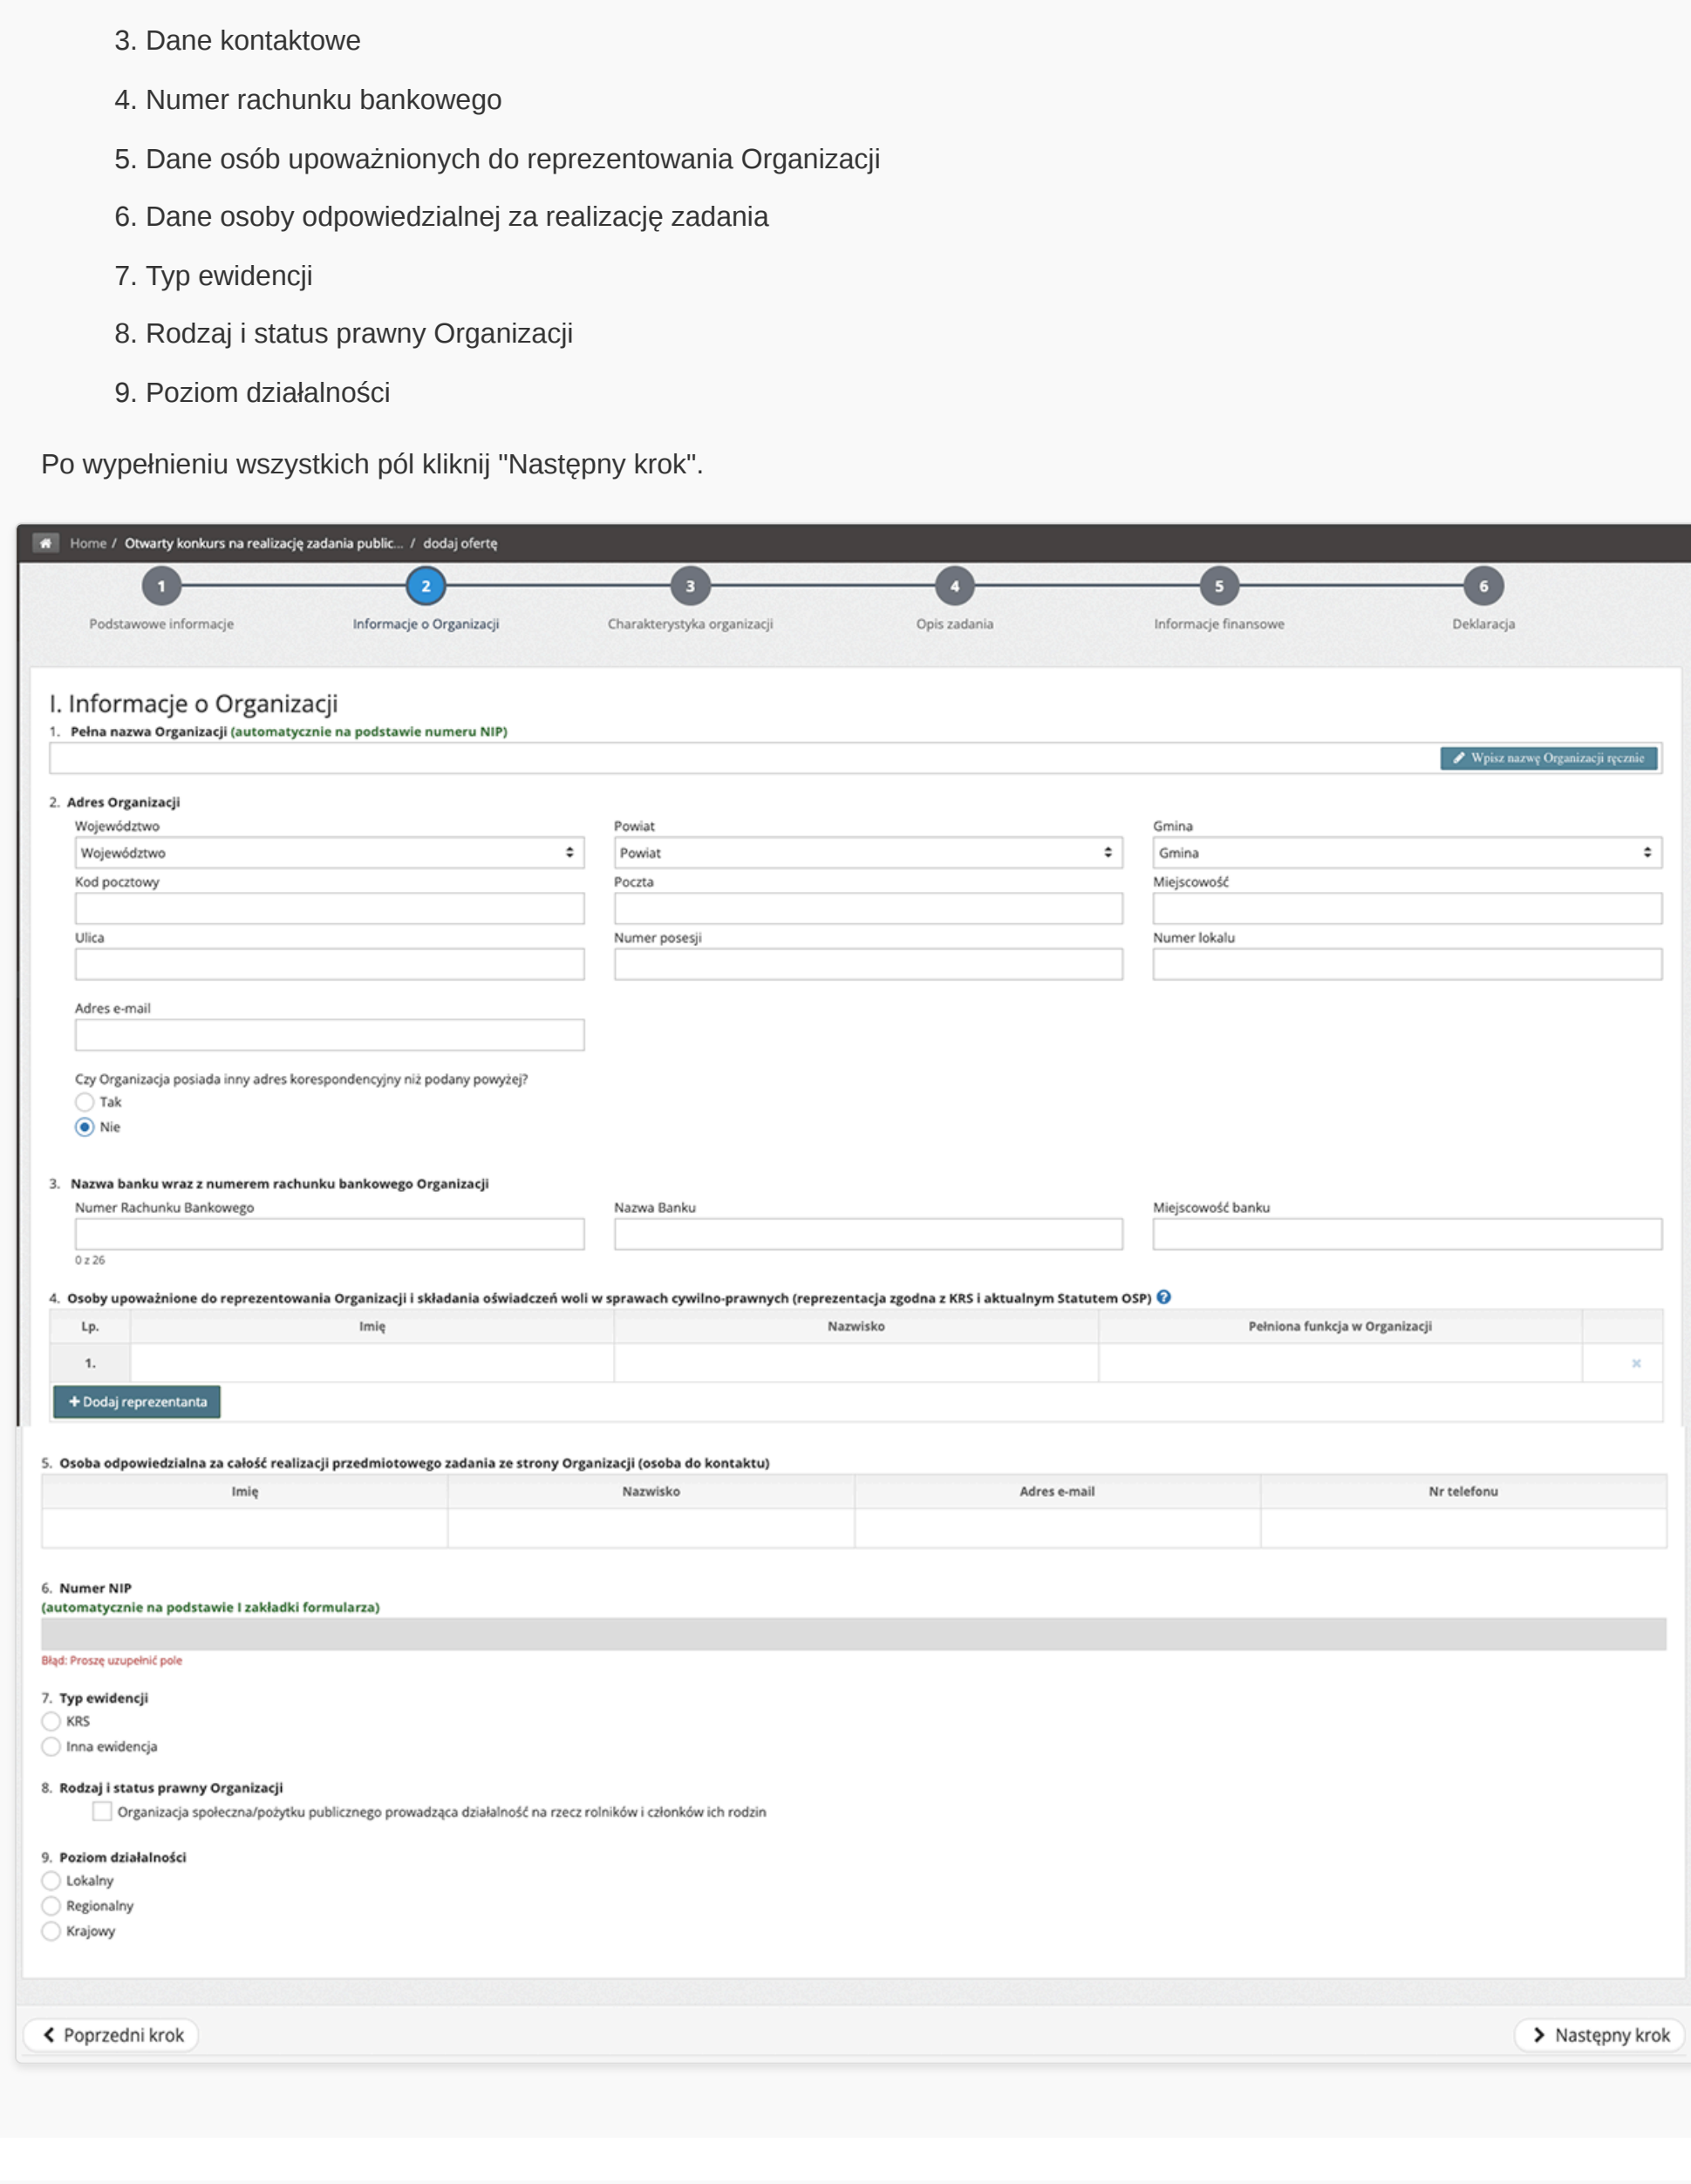 3. Dane kontaktowe
4. Numer rachunku bankowego
5. Dane osób upoważnionych do reprezentowania Organizacji
6. Dane osoby odpowiedzialnej za realizację zadania
7. Typ ewidencji
8. Rodzaj i status prawny Organizacji
9. Poziom działalności
Po wypełnieniu wszystkich pól kliknij "Następny krok".
Home / Otwarty konkurs na realizację zadania public... / dodaj ofertę
1 2 3 4 5 6
Podstawowe informacje Informacje o Organizacji Charakterystyka organizacji Opis zadania Informacje finansowe Deklaracja
I. Informacje o Organizacji
1. Pełna nazwa Organizacji (automatycznie na podstawie numeru NIP)
Wpisz nazwę Organizacji ręcznie
2. Adres Organizacji
Województwo Powiat Gmina
Województwo Powiat Gmina
Kod pocztowy Poczta Miejscowość
Ulica Numer posesji Numer lokalu
Adres e-mail
Czy Organizacja posiada inny adres korespondencyjny niż podany powyżej?
Tak
Nie
3. Nazwa banku wraz z numerem rachunku bankowego Organizacji
Numer Rachunku Bankowego Nazwa Banku Miejscowość banku
0 z 26
4. Osoby upoważnione do reprezentowania Organizacji i składania oświadczeń woli w sprawach cywilno-prawnych (reprezentacja zgodna z KRS i aktualnym Statutem OSP) ?
Lp. Imię Nazwisko Pełniona funkcja w Organizacji
1.
+ Dodaj reprezentanta
5. Osoba odpowiedzialna za całość realizacji przedmiotowego zadania ze strony Organizacji (osoba do kontaktu)
Imię Nazwisko Adres e-mail Nr telefonu
6. Numer NIP
(automatycznie na podstawie I zakładki formularza)
Błąd: Proszę uzupełnić pole
7. Typ ewidencji
KRS
Inna ewidencja
8. Rodzaj i status prawny Organizacji
Organizacja społeczna/pożytku publicznego prowadząca działalność na rzecz rolników i członków ich rodzin
9. Poziom działalności
Lokalny
Regionalny
Krajowy
Poprzedni krok Następny krok